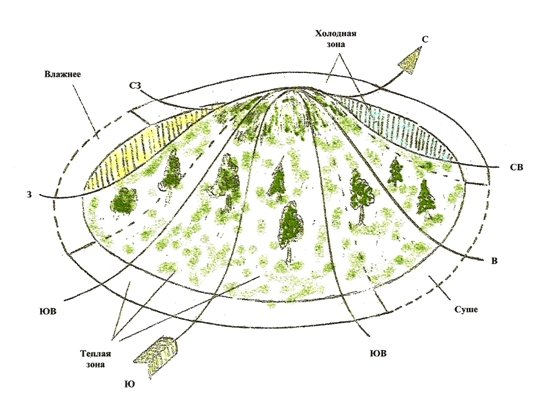 Холодная
зона
С
Влажнее
СЗ
З
СВ
В
ЮВ
Суше
Теплая
зона
ЮВ
Ю